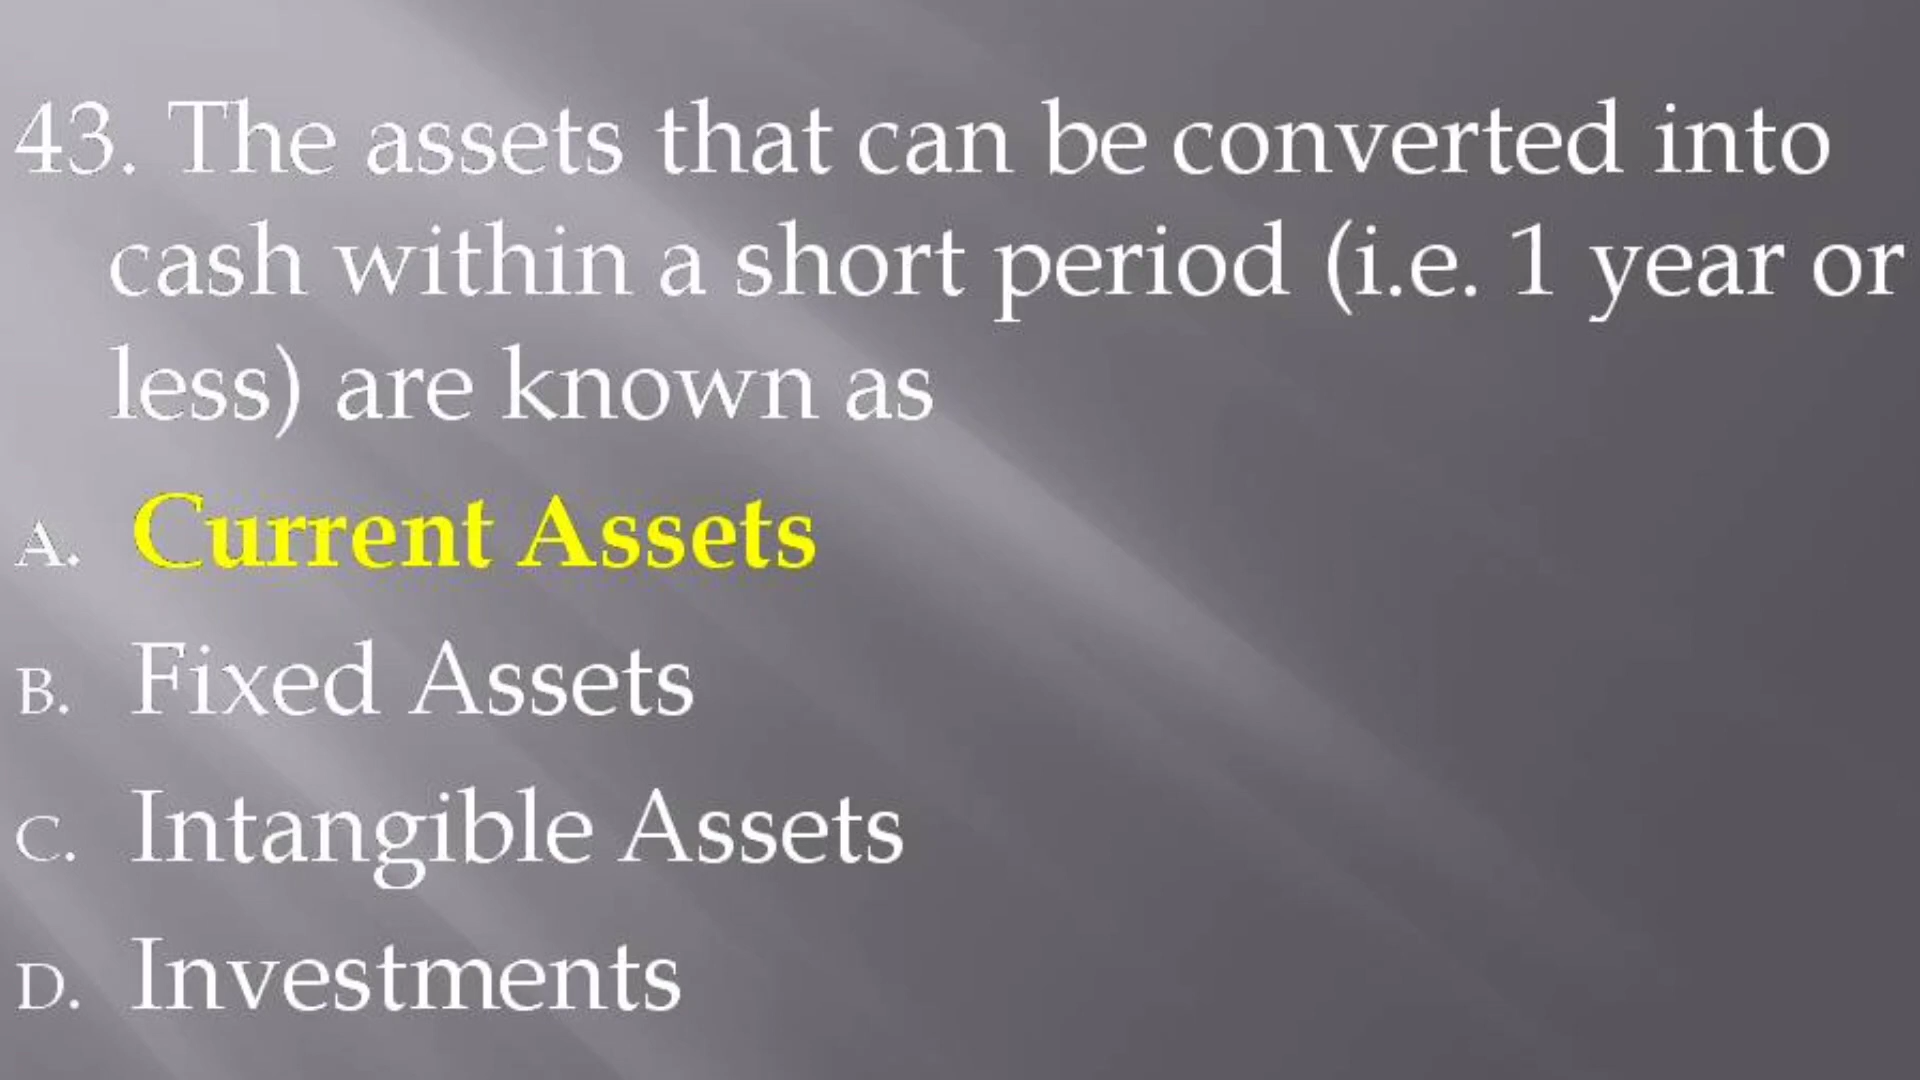 43. The assets that can be converted into
cash within a short period (i.e. 1 year or
less) are known as
A. Current Assets
B. Fixed Assets
C. Intangible Assets
D. Investments